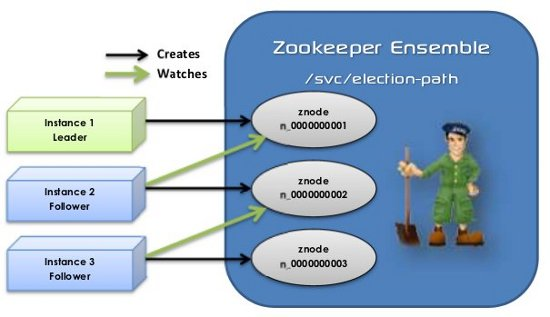 Zookeeper Ensemble
/svc/election-path
Creates
Watches
Instance 1
Leader
znode
n_0000000001
Instance 2
Follower
znode
n_0000000002
Instance 3
Follower
znode
n_0000000003